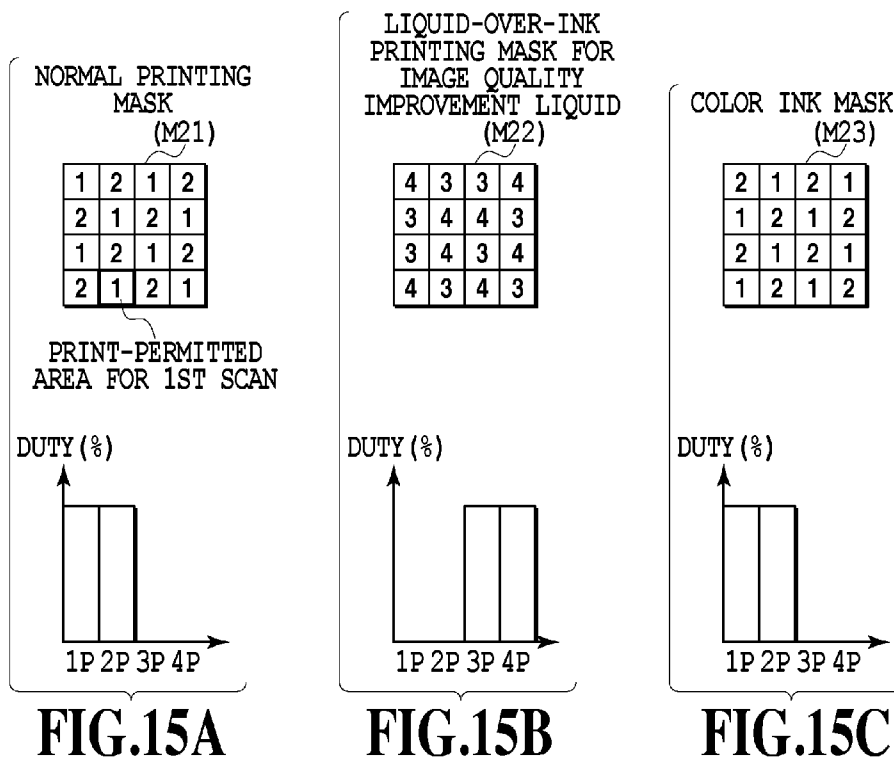 NORMAL PRINTING
MASK
(M21)
1 2 1 2
2 1 2 1
1 2 1 2
2 1 2 1
PRINT-PERMITTED
AREA FOR 1ST SCAN
DUTY(%)
1P 2P 3P 4P
FIG.15A
LIQUID-OVER-INK
PRINTING MASK FOR
IMAGE QUALITY
IMPROVEMENT LIQUID
(M22)
4 3 3 4
3 4 4 3
3 4 3 4
4 3 4 3
DUTY(%)
1P 2P 3P 4P
FIG.15B
COLOR INK MASK
(M23)
2 1 2 1
1 2 1 2
2 1 2 1
1 2 1 2
DUTY(%)
1P 2P 3P 4P
FIG.15C